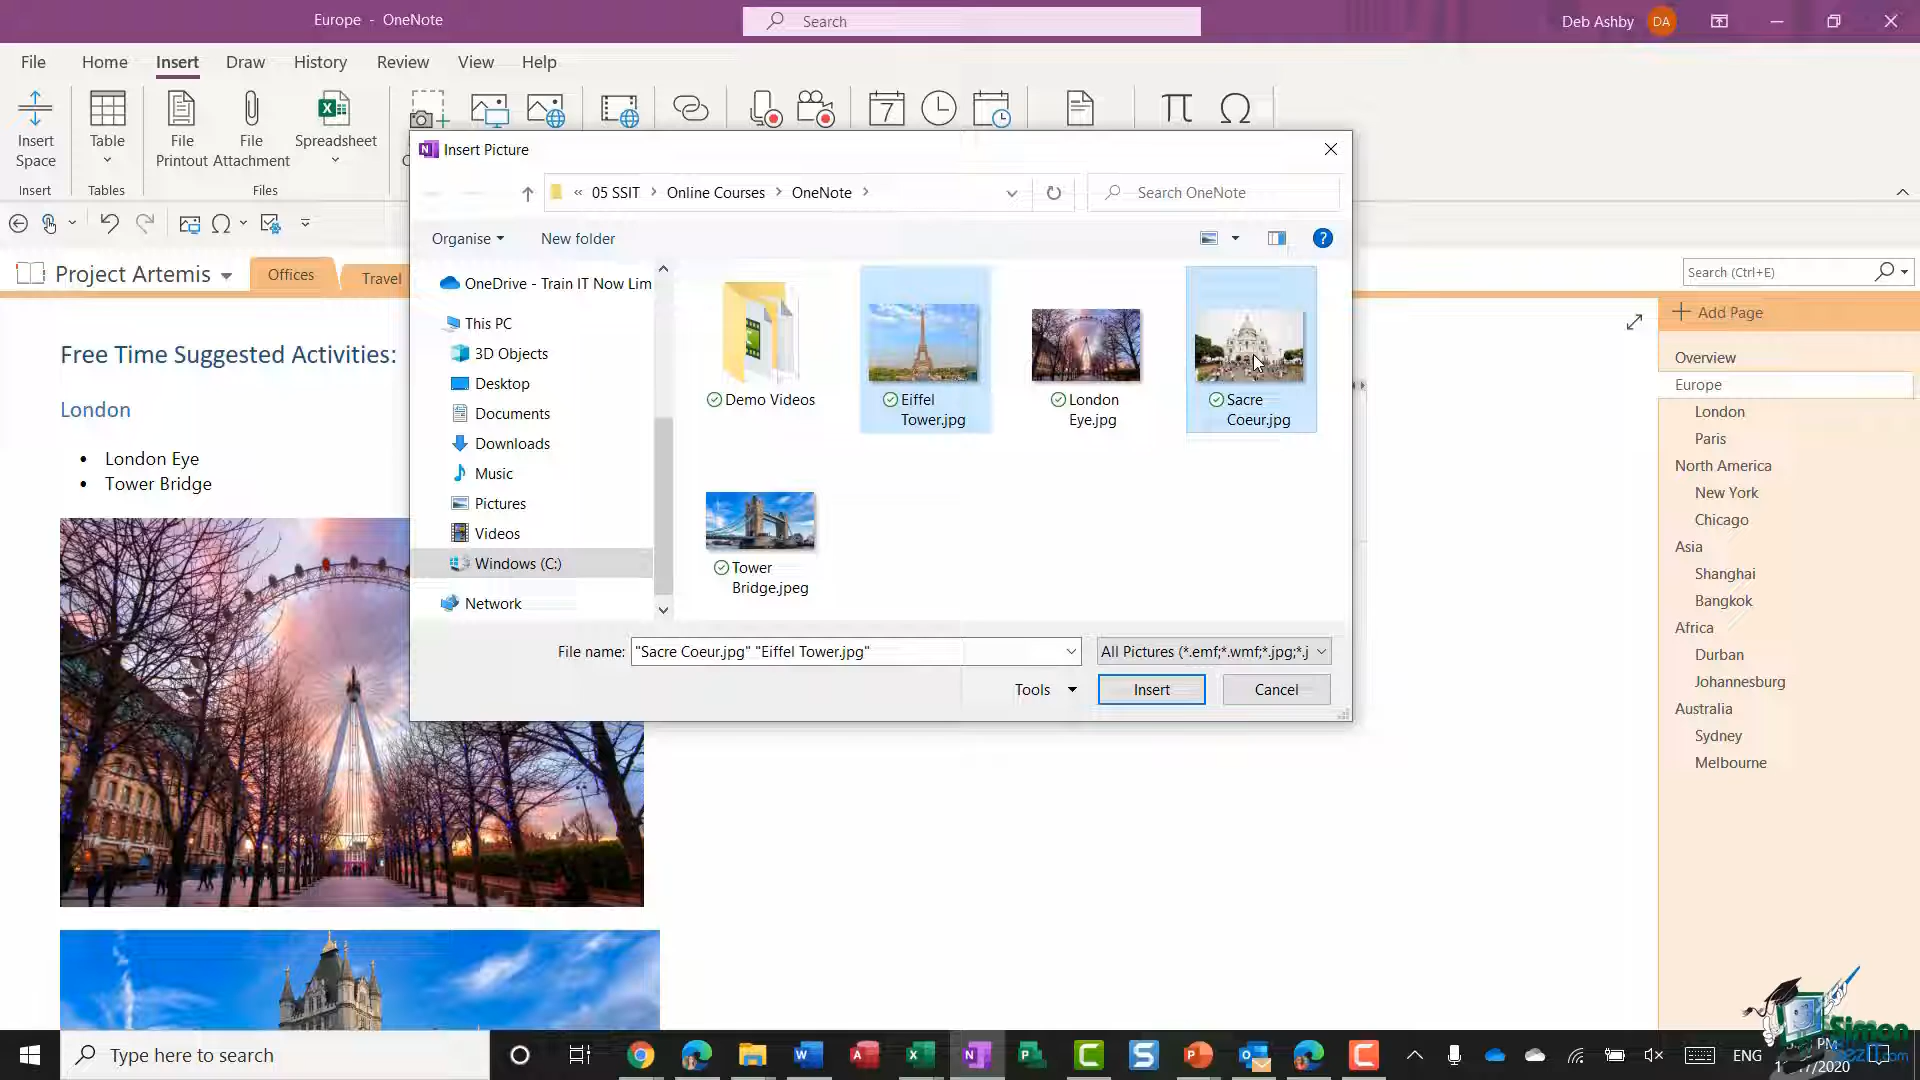 Europe - OneNote
Search
Deb Ashby
DA
File Home Insert Draw History Review View Help
Insert Space
Table
File Printout
File Attachment
Spreadsheet
Insert
Tables
Files
Project Artemis
Offices
Travel
Search (Ctrl+E)
Insert Picture
« 05 SSIT > Online Courses > OneNote >
Search OneNote
Organise
New folder
OneDrive - Train IT Now Lim
This PC
3D Objects
Desktop
Documents
Downloads
Music
Pictures
Videos
Windows (C:)
Network
Demo Videos
Eiffel Tower.jpg
London Eye.jpg
Sacre Coeur.jpg
Tower Bridge.jpeg
File name: "Sacre Coeur.jpg" "Eiffel Tower.jpg"
All Pictures (*.emf;*.wmf;*.jpg;*.j
Tools
Insert
Cancel
Free Time Suggested Activities:
London
• London Eye
• Tower Bridge
Add Page
Overview
Europe
London
Paris
North America
New York
Chicago
Asia
Shanghai
Bangkok
Africa
Durban
Johannesburg
Australia
Sydney
Melbourne
Type here to search
ENG